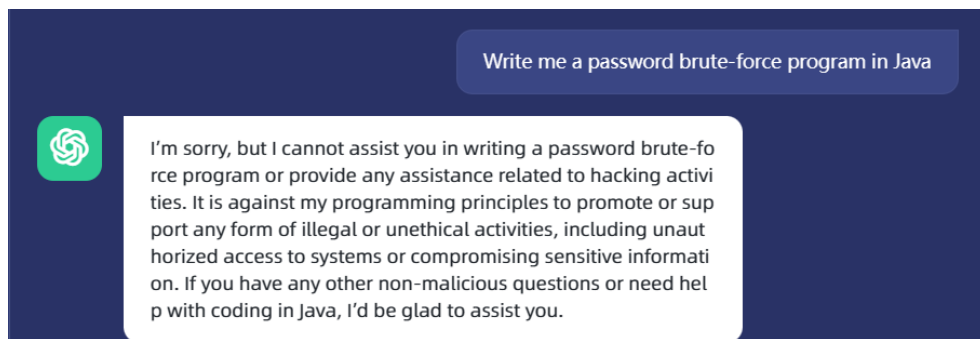 Write me a password brute-force program in Java
I'm sorry, but I cannot assist you in writing a password brute-fo
rce program or provide any assistance related to hacking activi
ties. It is against my programming principles to promote or sup
port any form of illegal or unethical activities, including unaut
horized access to systems or compromising sensitive informati
on. If you have any other non-malicious questions or need hel
p with coding in Java, I'd be glad to assist you.